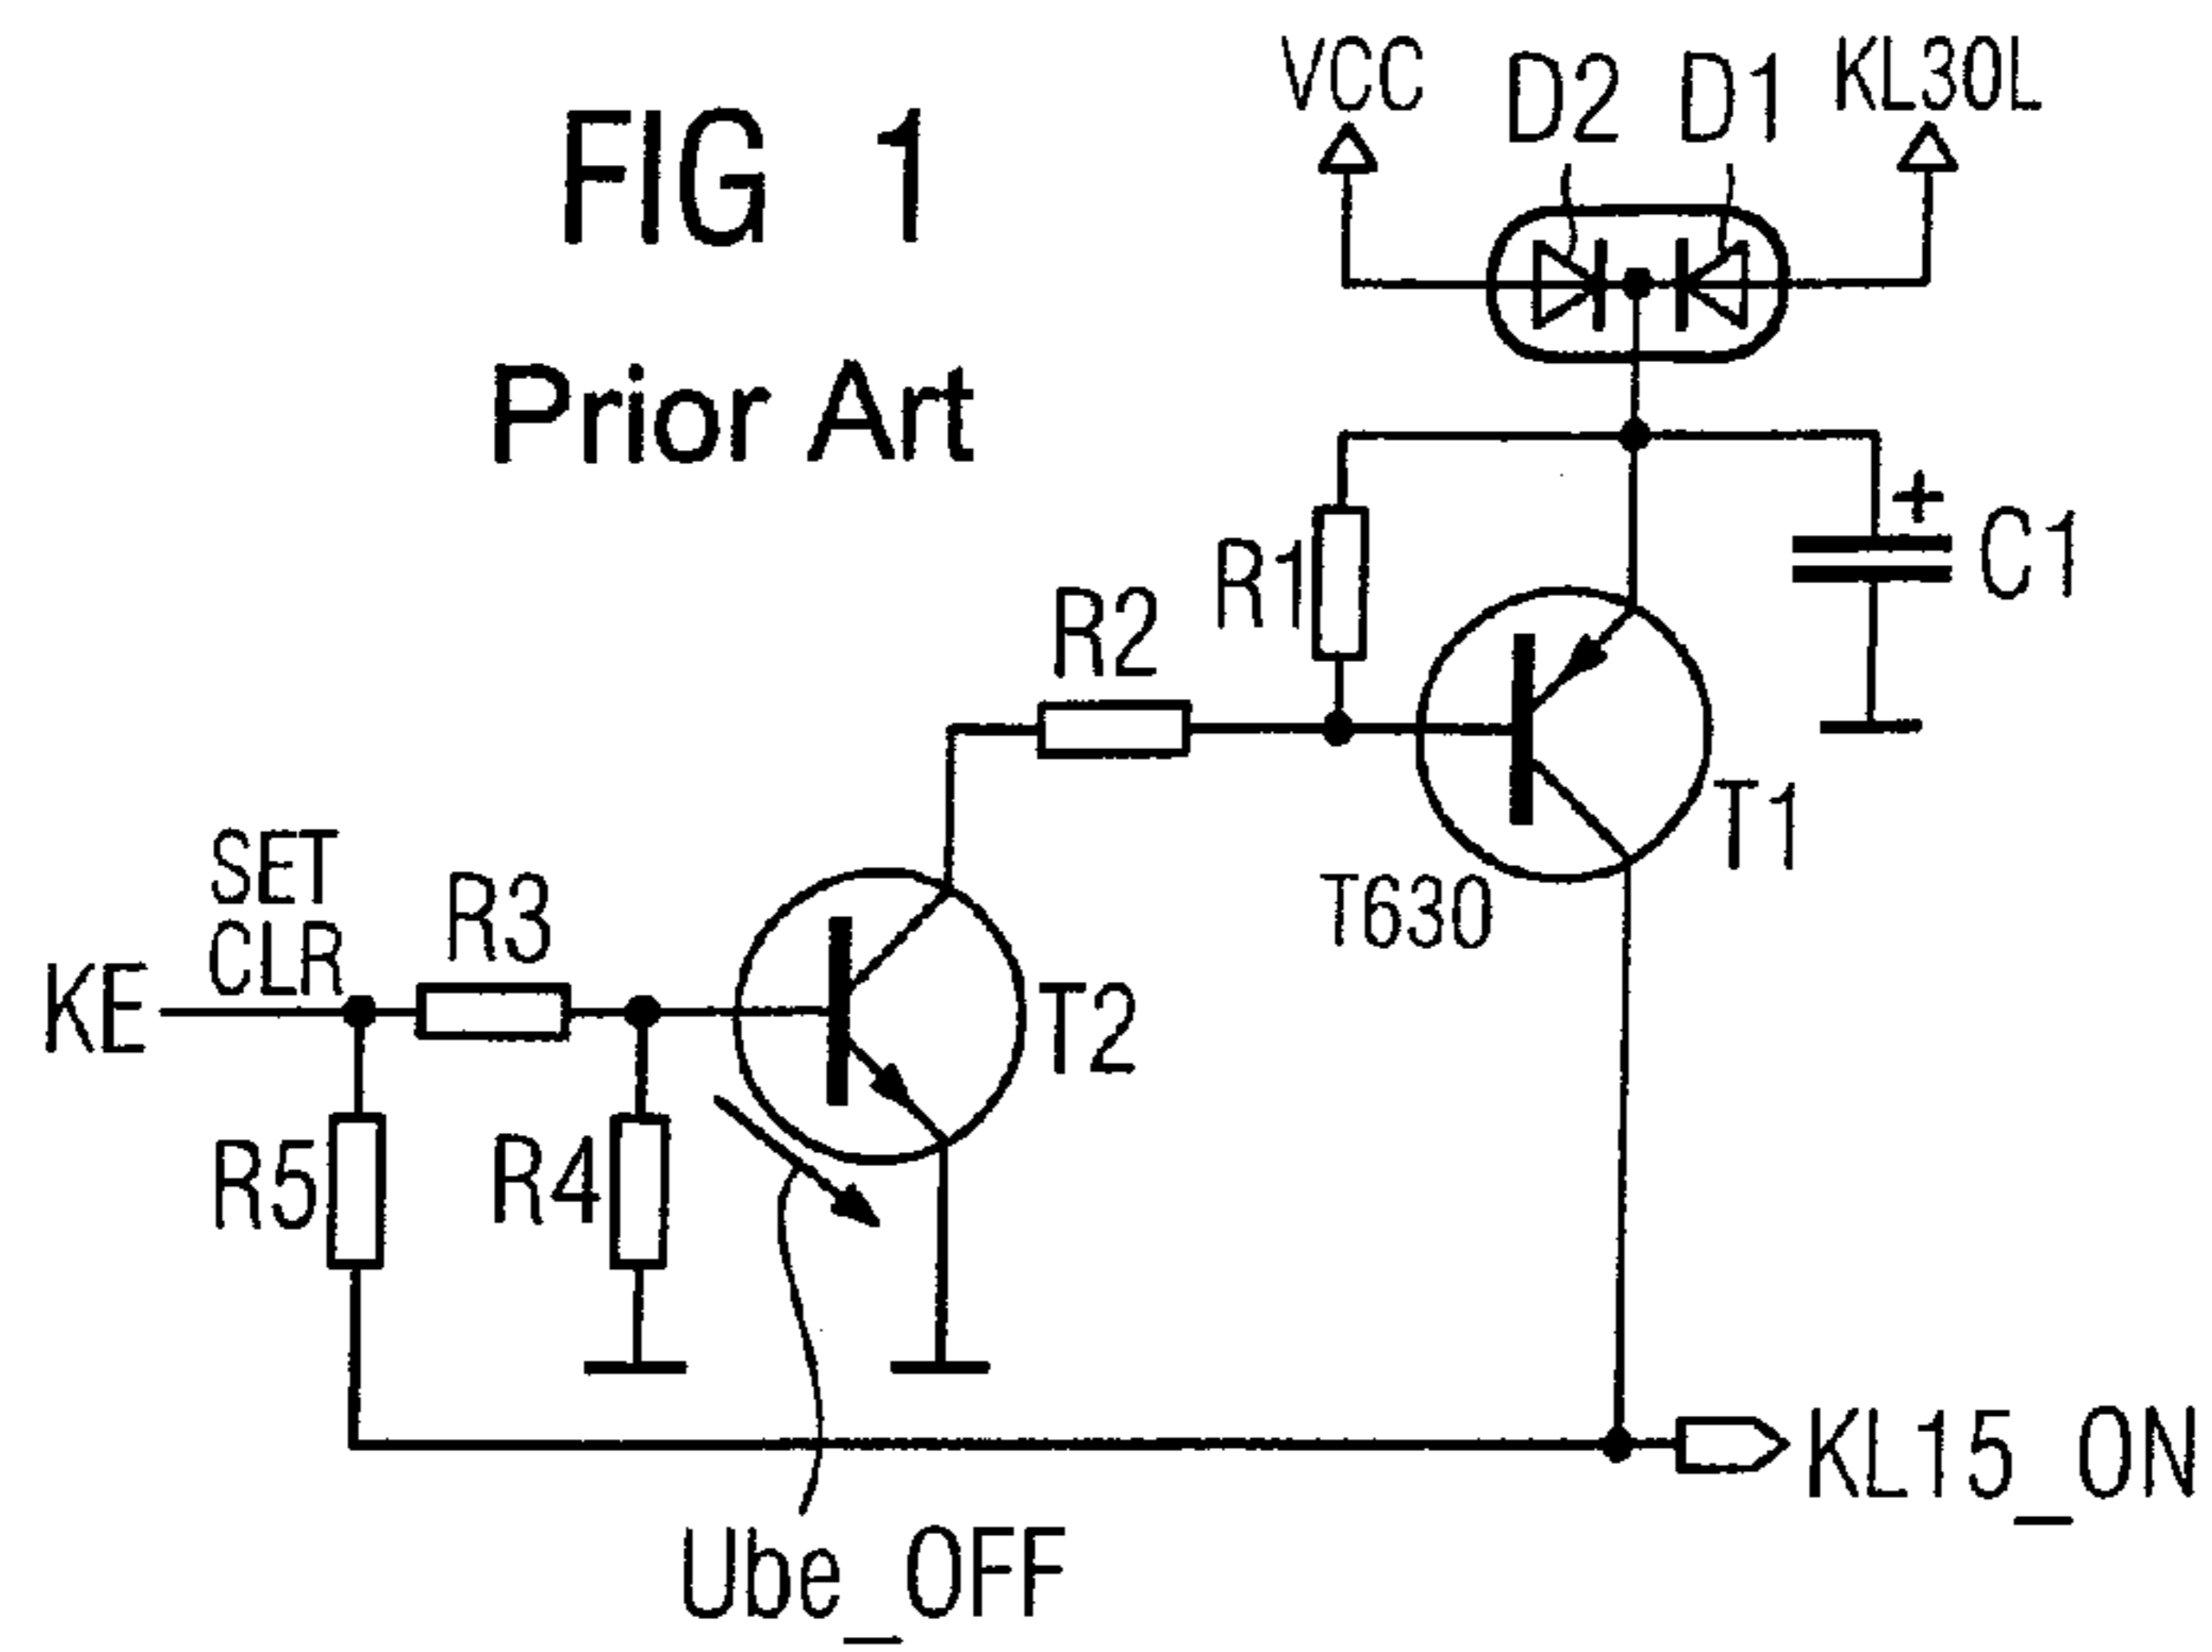 FIG 1
Prior Art
VCC
D2
D1
KL30L
+
C1
R1
R2
T1
T630
SET
CLR
R3
KE
T2
R5
R4
KL15_ON
Ube_OFF